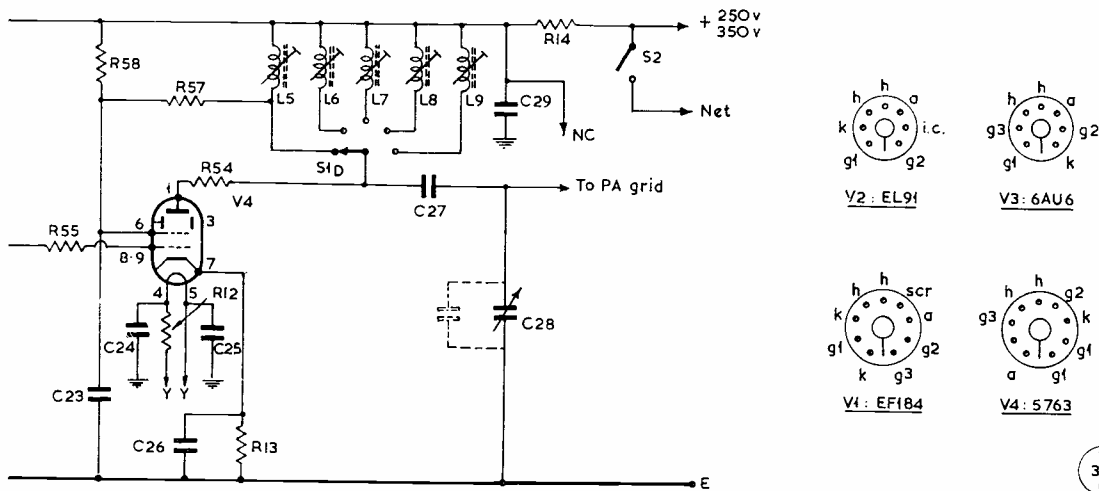 + 250v
350v
R14
S2
Net
R58
R57
L5
L6
L7
L8
L9
C29
NC
S1D
R54
1
V4
C27
To PA grid
6
3
R55
8·9
7
4
5
R12
C24
C25
C28
Y
Y
C23
C26
R13
E
h
h
a
k
i.c.
g1
g2
V2 : EL91
h
h
a
g3
g2
g1
k
V3: 6AU6
h
h
scr
k
a
g1
g2
k
g3
V1 : EF184
h
h
g2
g3
k
g1
a
g1
V4: 5763
3